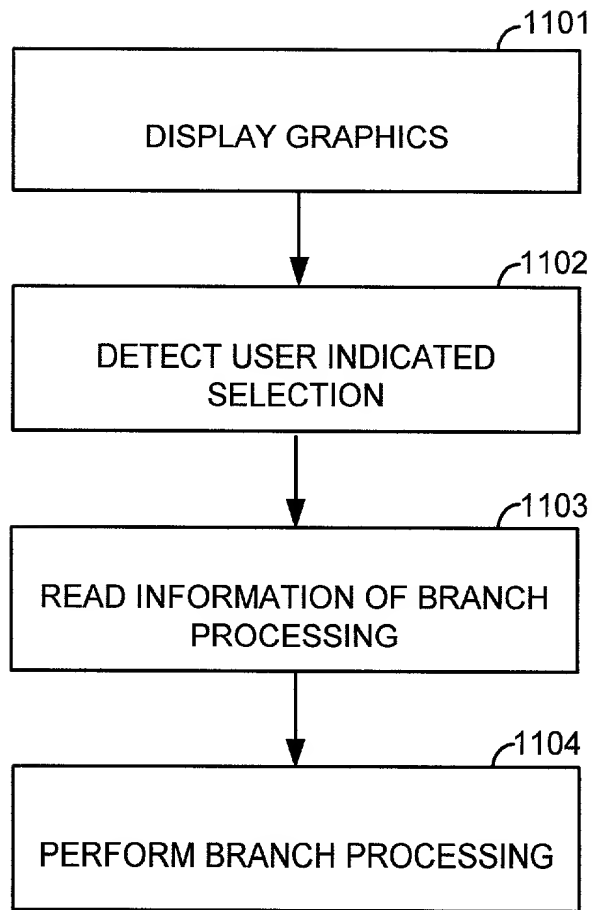 1101
DISPLAY GRAPHICS
1102
DETECT USER INDICATED
SELECTION
1103
READ INFORMATION OF BRANCH
PROCESSING
1104
PERFORM BRANCH PROCESSING